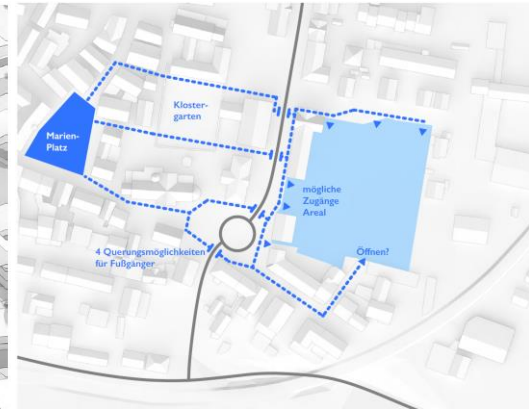 Kloster-
garten
Marien-
Platz
mögliche
Zugänge
Areal
4 Querungsmöglichkeiten
für Fußgänger
Öffnen?